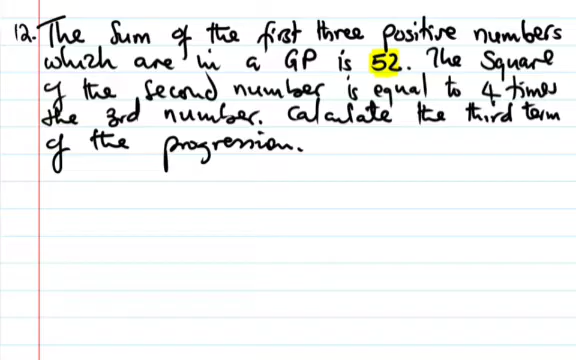 12. The Sum of the first three positive numbers
which are in a GP is 52. The Square
of the second number is equal to 4 times
the 3rd number. Calculate the third term
of the progression.